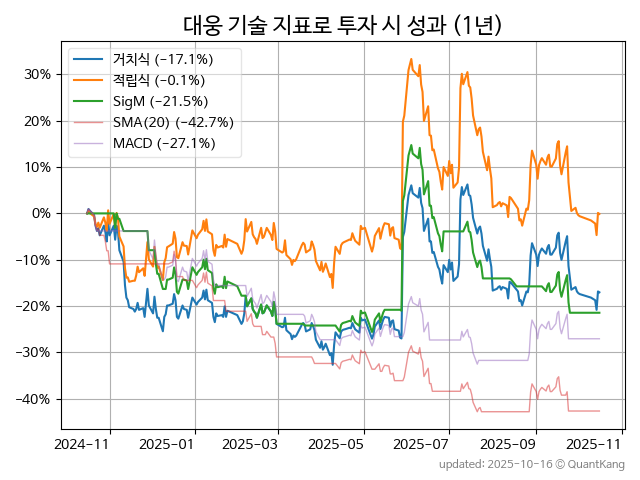 대웅 기술 지표로 투자 시 성과 (1년)
거치식 (−17.1%)
적립식 (−0.1%)
SigM (−21.5%)
SMA(20) (−42.7%)
MACD (−27.1%)
30%
20%
10%
0%
−10%
−20%
−30%
−40%
2024−11 2025−01 2025−03 2025−05 2025−07 2025−09 2025−11
updated: 2025-10-16 © QuantKang